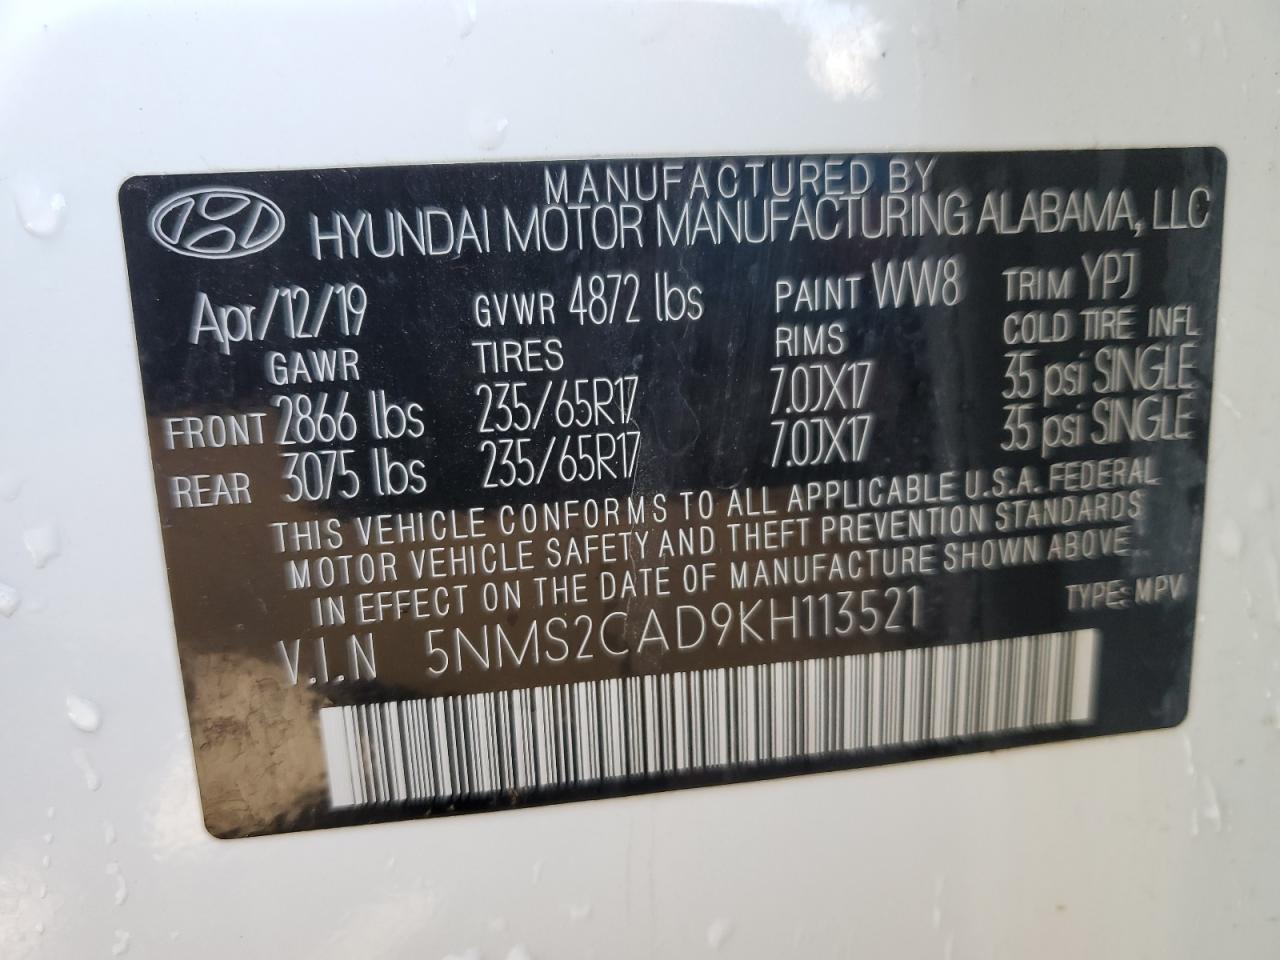 MANUFACTURED BY
HYUNDAI MOTOR MANUFACTURING ALABAMA, LLC
Apr/12/19 GVWR 4872 lbs PAINT WW8 TRIM YPJ
GAWR TIRES RIMS COLD TIRE INFL
FRONT 2866 lbs 235/65R17 7.0JX17 35 psi SINGLE
REAR 3075 lbs 235/65R17 7.0JX17 35 psi SINGLE
THIS VEHICLE CONFORMS TO ALL APPLICABLE U.S.A. FEDERAL
MOTOR VEHICLE SAFETY AND THEFT PREVENTION STANDARDS
IN EFFECT ON THE DATE OF MANUFACTURE SHOWN ABOVE.
V.I.N 5NMS2CAD9KH113521 TYPE: MPV